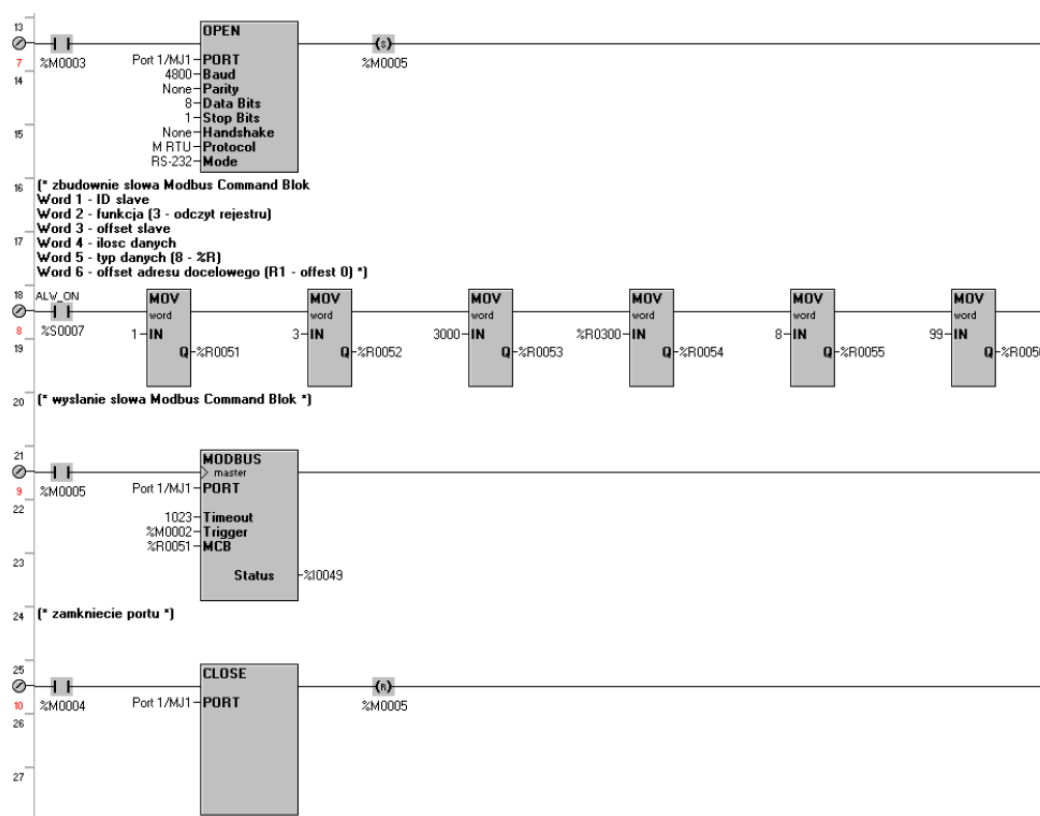 13
OPEN
7
%M0003
Port 1/MJ1 PORT
(S)
%M0005
14
4800 Baud
None Parity
8 Data Bits
1 Stop Bits
15
None Handshake
M RTU Protocol
RS-232 Mode
16
(* zbudownie slowa Modbus Command Blok
Word 1 - ID slave
Word 2 - funkcja (3 - odczyt rejestru)
Word 3 - offset slave
17
Word 4 - ilosc danych
Word 5 - typ danych (8 - %R)
Word 6 - offset adresu docelowego (R1 - offest 0) *)
18
ALW_ON
MOV MOV MOV MOV MOV MOV
word word word word word word
8
%S0007
1 IN 3 IN 3000 IN %R0300 IN 8 IN 99 IN
19
Q %R0051 Q %R0052 Q %R0053 Q %R0054 Q %R0055 Q
20
(* wyslanie slowa Modbus Command Blok *)
21
MODBUS
master
9
%M0005
Port 1/MJ1 PORT
22
1023 Timeout
%M0002 Trigger
%R0051 MCB
23
Status %I0049
24
(* zamkniecie portu *)
25
CLOSE
10
%M0004
Port 1/MJ1 PORT
(R)
%M0005
26
27